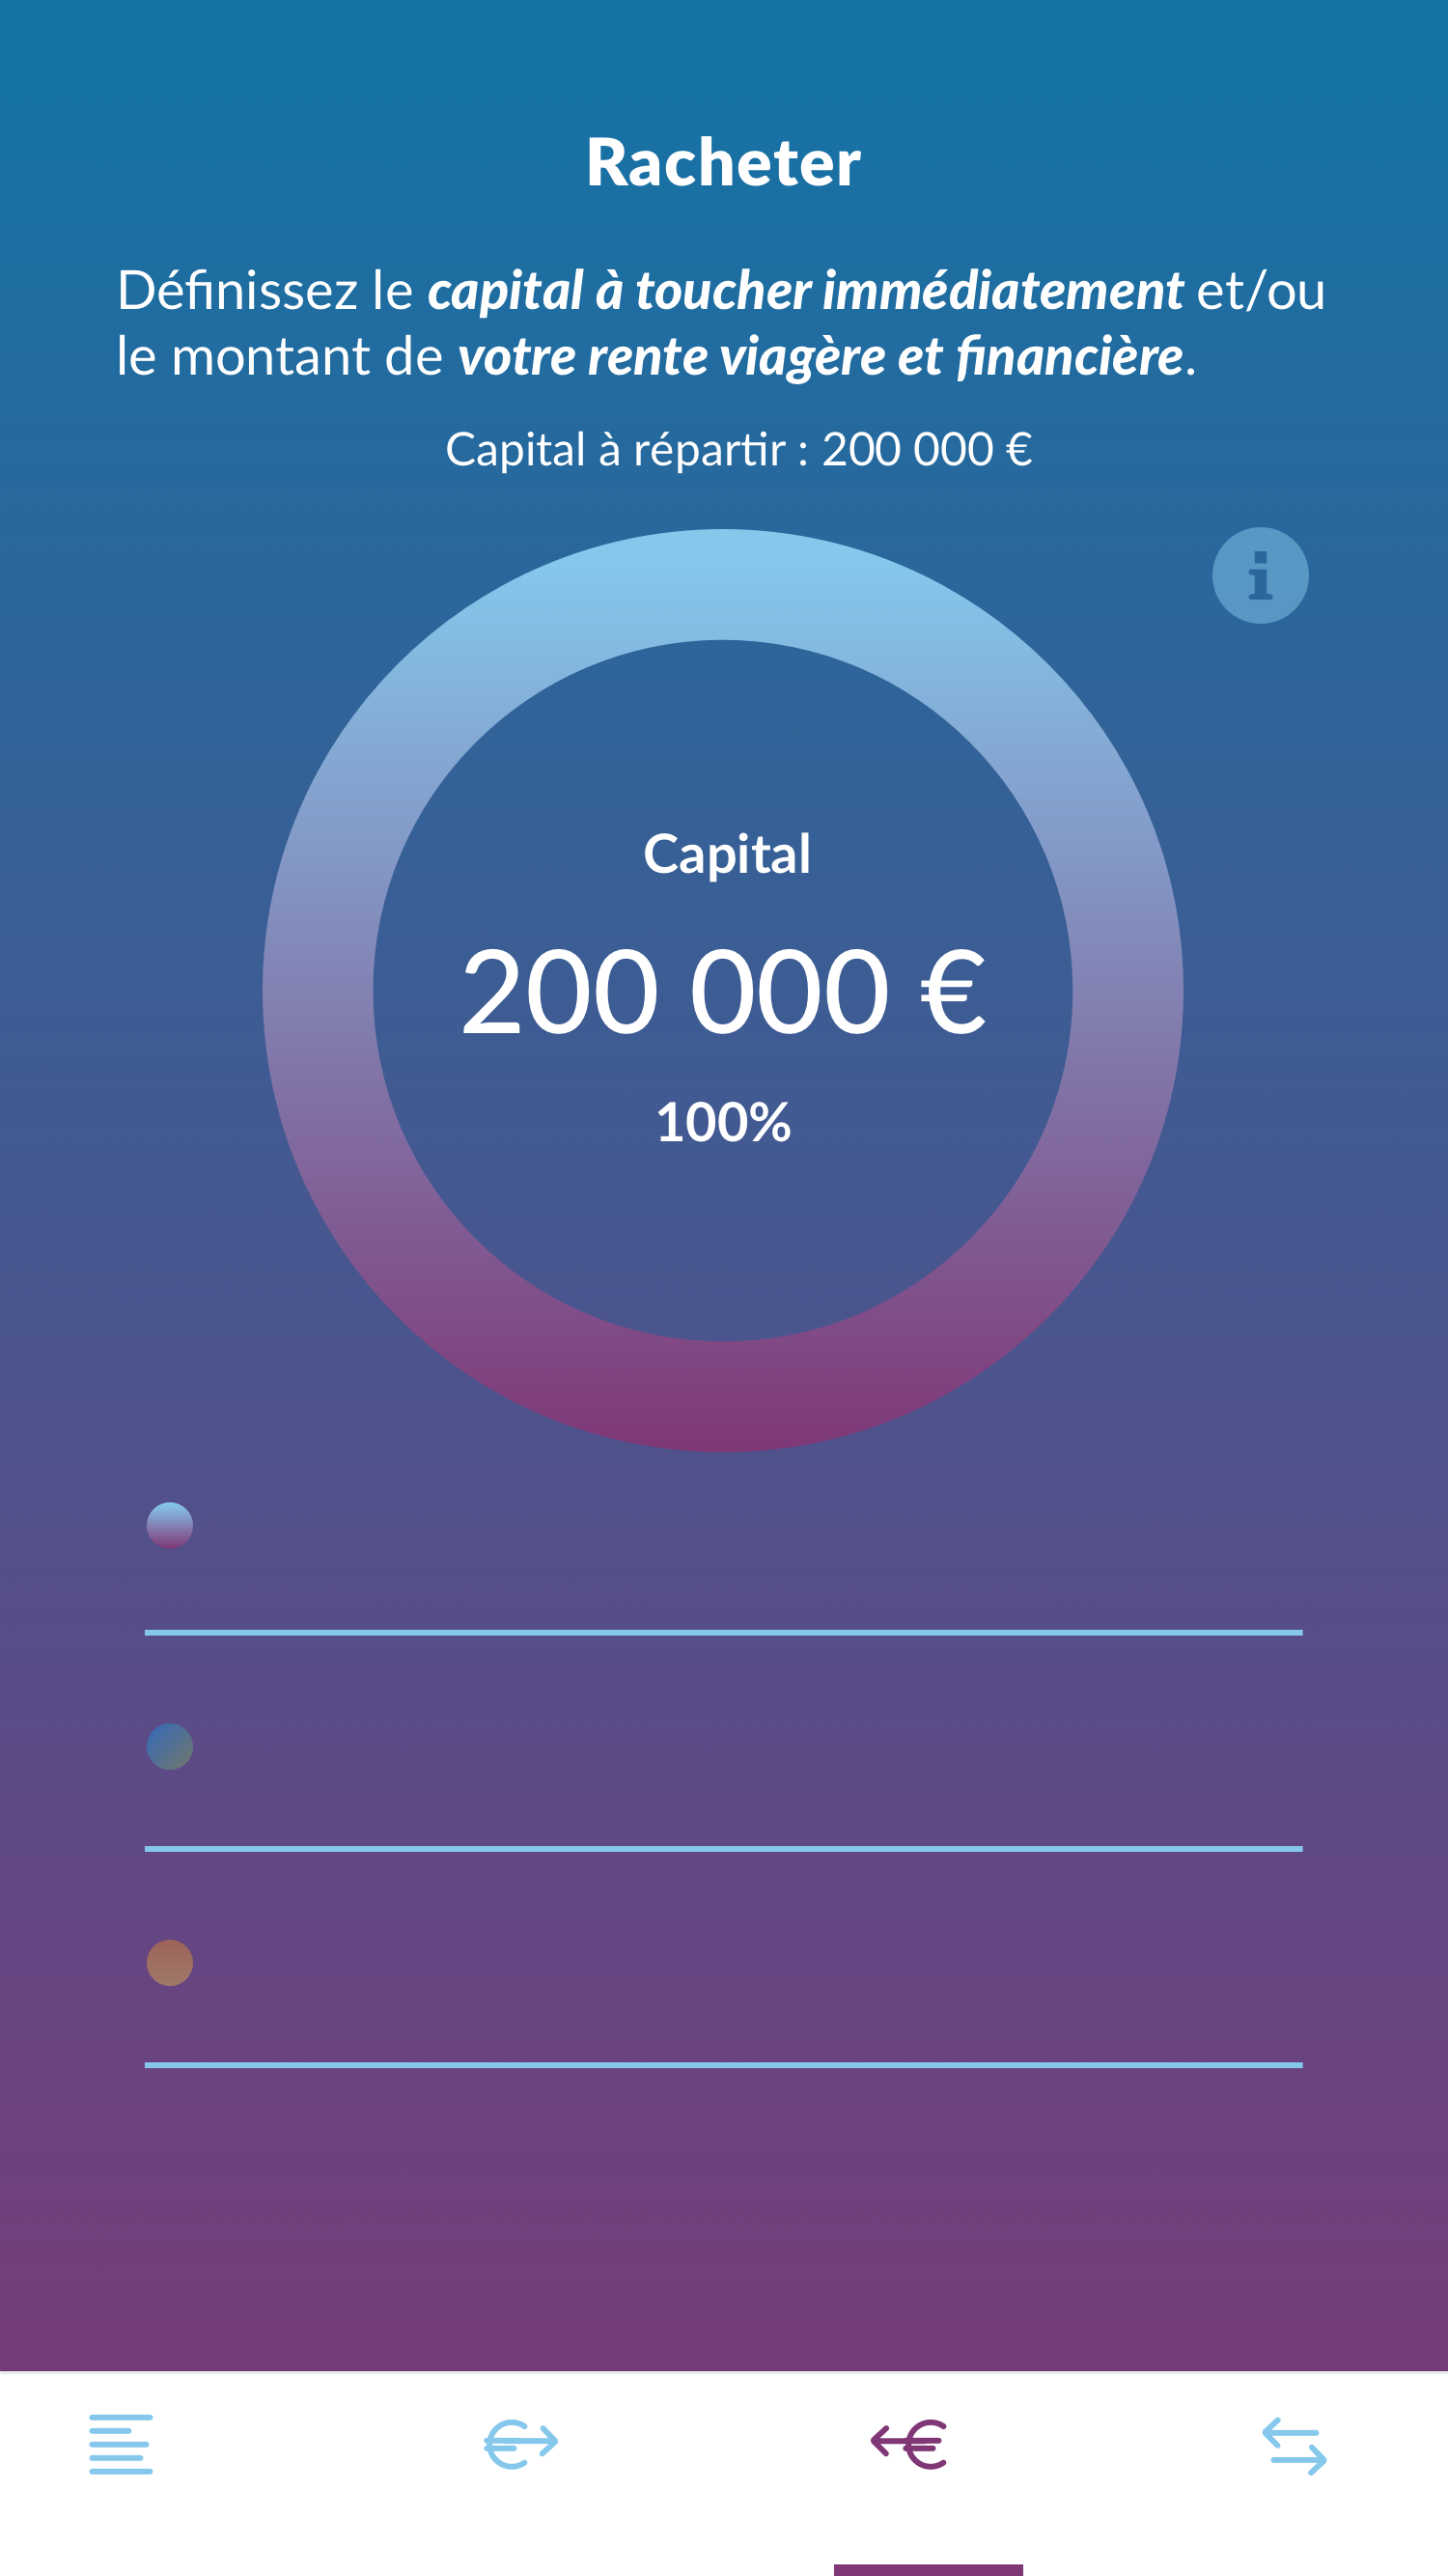 Racheter
Définissez le capital à toucher immédiatement et/ou
le montant de votre rente viagère et financière.
Capital à répartir : 200 000 €
Capital
200 000 €
100%